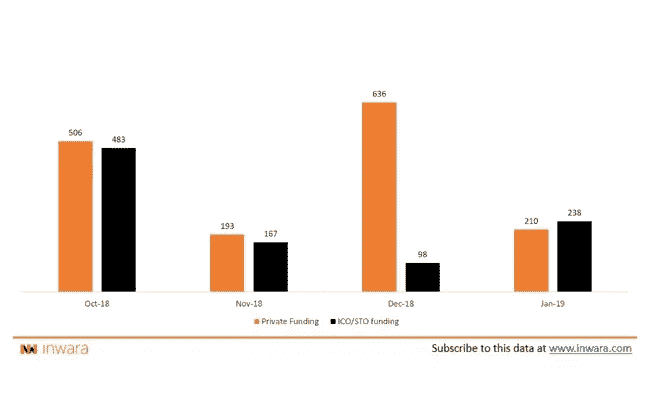 636
506
483
193
167
98
210
238
Oct-18
Nov-18
Dec-18
Jan-19
Private Funding
ICO/STO funding
inwara
Subscribe to this data at www.inwara.com